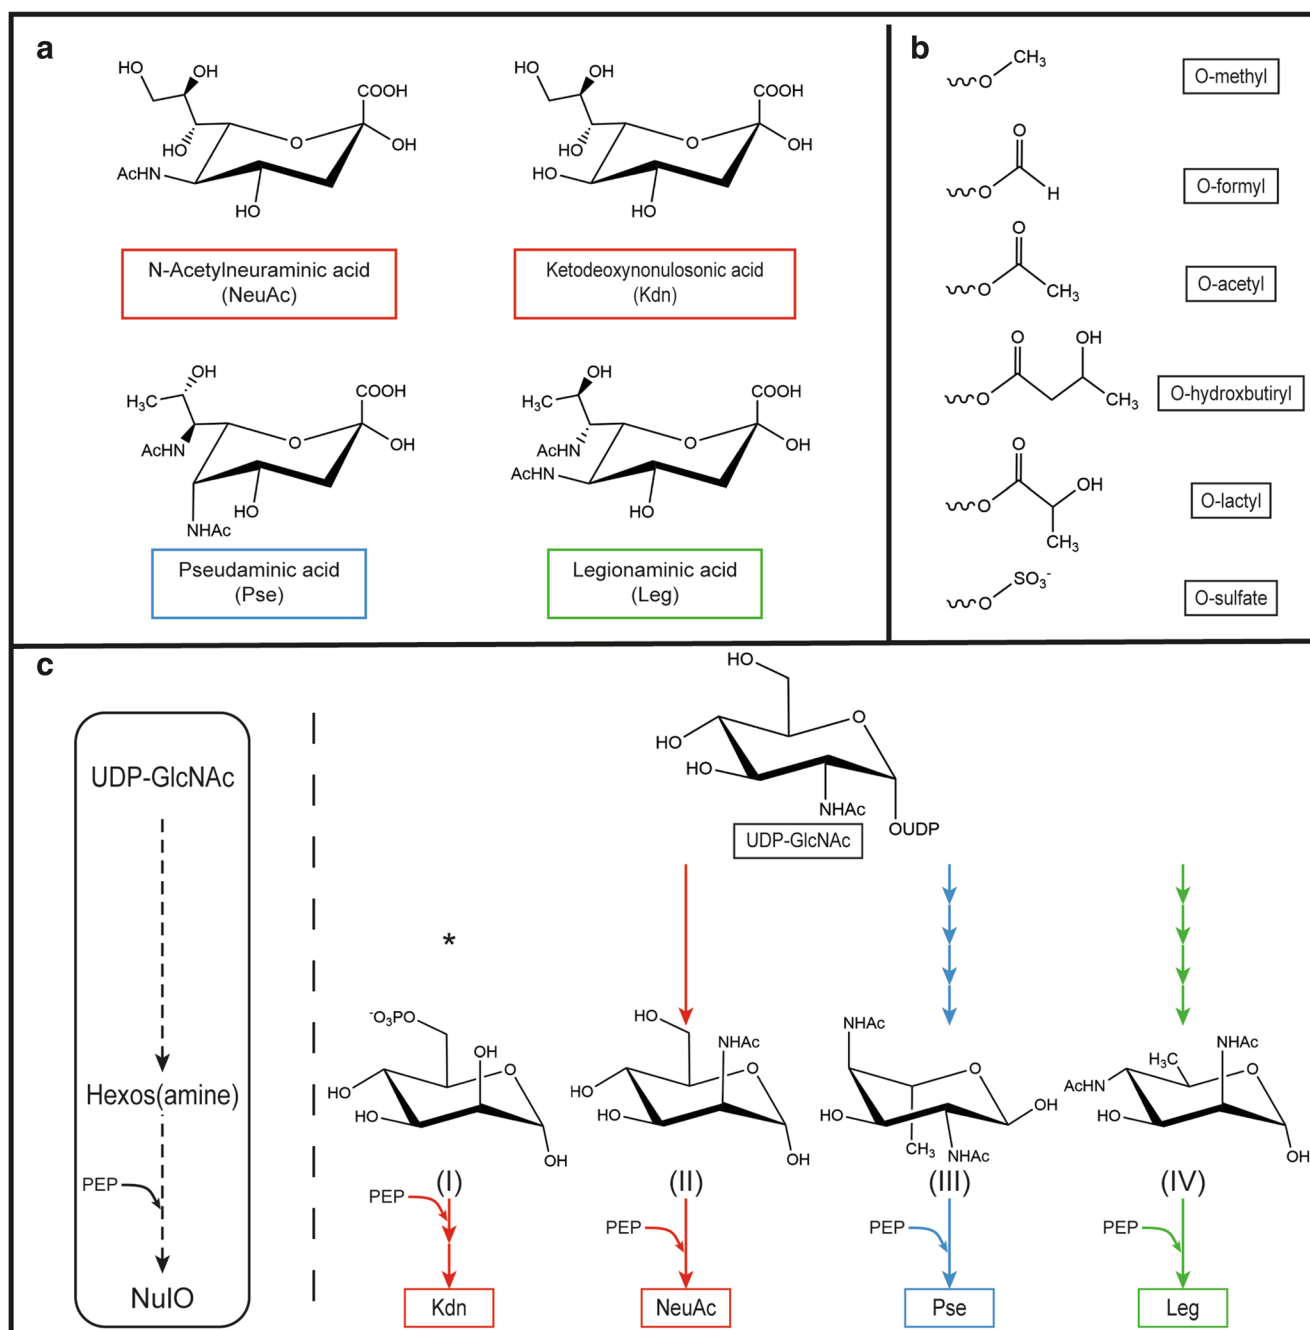 a
HO
OH
COOH
O
OH
HO
AcHN
HO
N-Acetylneuraminic acid
(NeuAc)
HO
OH
COOH
O
OH
HO
HO
HO
Ketodeoxynonulosonic acid
(Kdn)
OH
H₃C
COOH
O
OH
AcHN
HO
NHAc
Pseudaminic acid
(Pse)
OH
H₃C
COOH
O
OH
AcHN
AcHN
HO
Legionaminic acid
(Leg)
b
O
CH₃
O-methyl
O
O
H
O-formyl
O
O
CH₃
O-acetyl
O
OH
O
CH₃
O-hydroxbutiryl
O
O
OH
CH₃
O-lactyl
O
SO₃⁻
O-sulfate
c
UDP-GlcNAc
Hexos(amine)
PEP
NulO
HO
O
HO
HO
NHAc
OUDP
UDP-GlcNAc
*
⁻O₃PO
OH
O
HO
HO
OH
(I)
PEP
Kdn
HO
NHAc
O
HO
HO
OH
(II)
PEP
NeuAc
NHAc
O
HO
OH
CH₃
NHAc
(III)
PEP
Pse
NHAc
H₃C
O
AcHN
HO
OH
(IV)
PEP
Leg